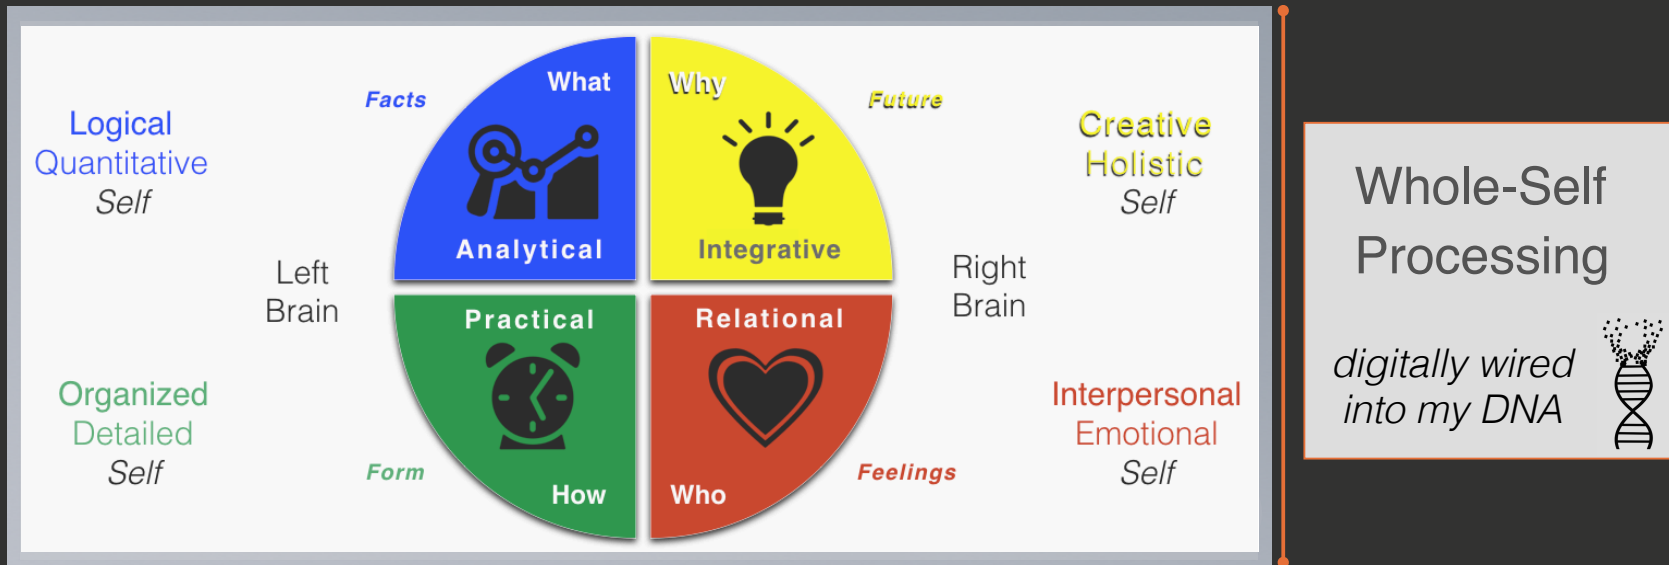 What
Facts
Logical
Quantitative
Self
Analytical
Why
Future
Creative
Holistic
Self
Integrative
Left
Brain
Right
Brain
Practical
Organized
Detailed
Self
Form
How
Relational
Interpersonal
Emotional
Self
Feelings
Who
Whole-Self
Processing
digitally wired
into my DNA